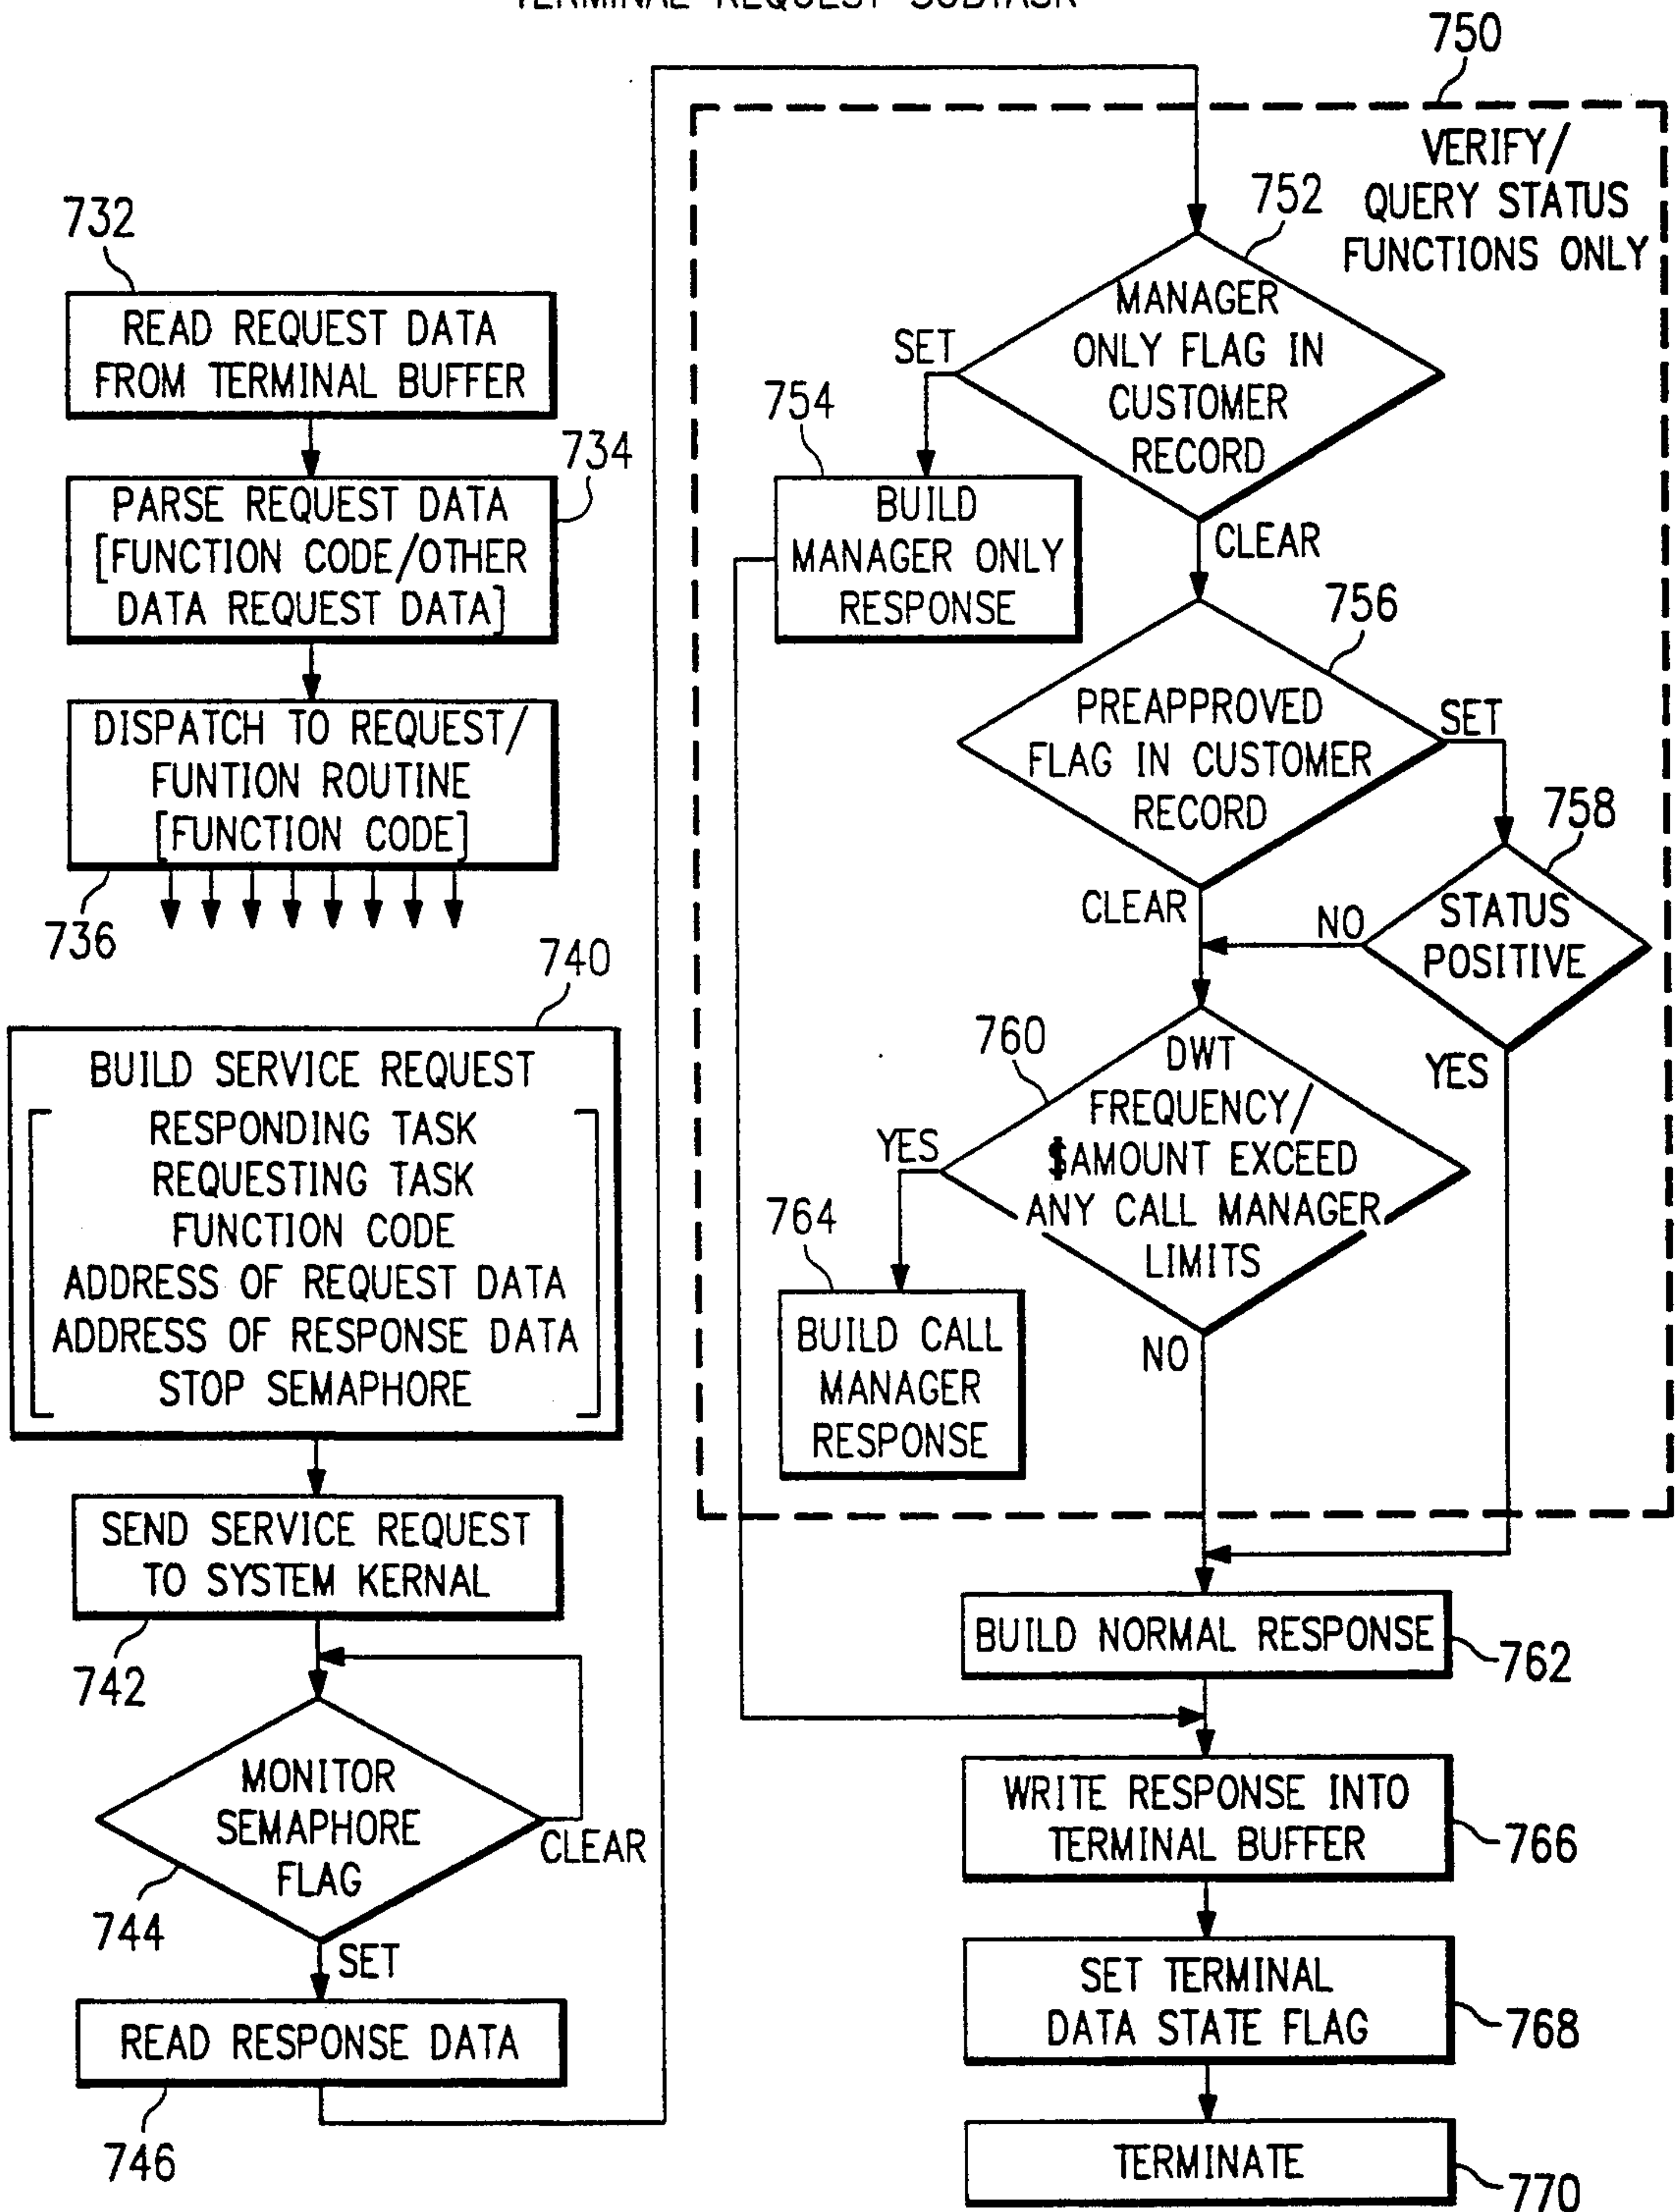 TERMINAL REQUEST SUBTASK
732
READ REQUEST DATA
FROM TERMINAL BUFFER
734
PARSE REQUEST DATA
[FUNCTION CODE/OTHER
DATA REQUEST DATA]
DISPATCH TO REQUEST/
FUNTION ROUTINE
[FUNCTION CODE]
736
740
BUILD SERVICE REQUEST
RESPONDING TASK
REQUESTING TASK
FUNCTION CODE
ADDRESS OF REQUEST DATA
ADDRESS OF RESPONSE DATA
STOP SEMAPHORE
SEND SERVICE REQUEST
TO SYSTEM KERNAL
742
MONITOR
SEMAPHORE
FLAG
CLEAR
744
SET
READ RESPONSE DATA
746
750
VERIFY/
QUERY STATUS
FUNCTIONS ONLY
752
MANAGER
ONLY FLAG IN
CUSTOMER
RECORD
SET
754
BUILD
MANAGER ONLY
RESPONSE
CLEAR
756
PREAPPROVED
FLAG IN CUSTOMER
RECORD
SET
758
STATUS
POSITIVE
CLEAR
NO
YES
760
DWT
FREQUENCY/
$AMOUNT EXCEED
ANY CALL MANAGER
LIMITS
YES
764
BUILD CALL
MANAGER
RESPONSE
NO
BUILD NORMAL RESPONSE
762
WRITE RESPONSE INTO
TERMINAL BUFFER
766
SET TERMINAL
DATA STATE FLAG
768
TERMINATE
770